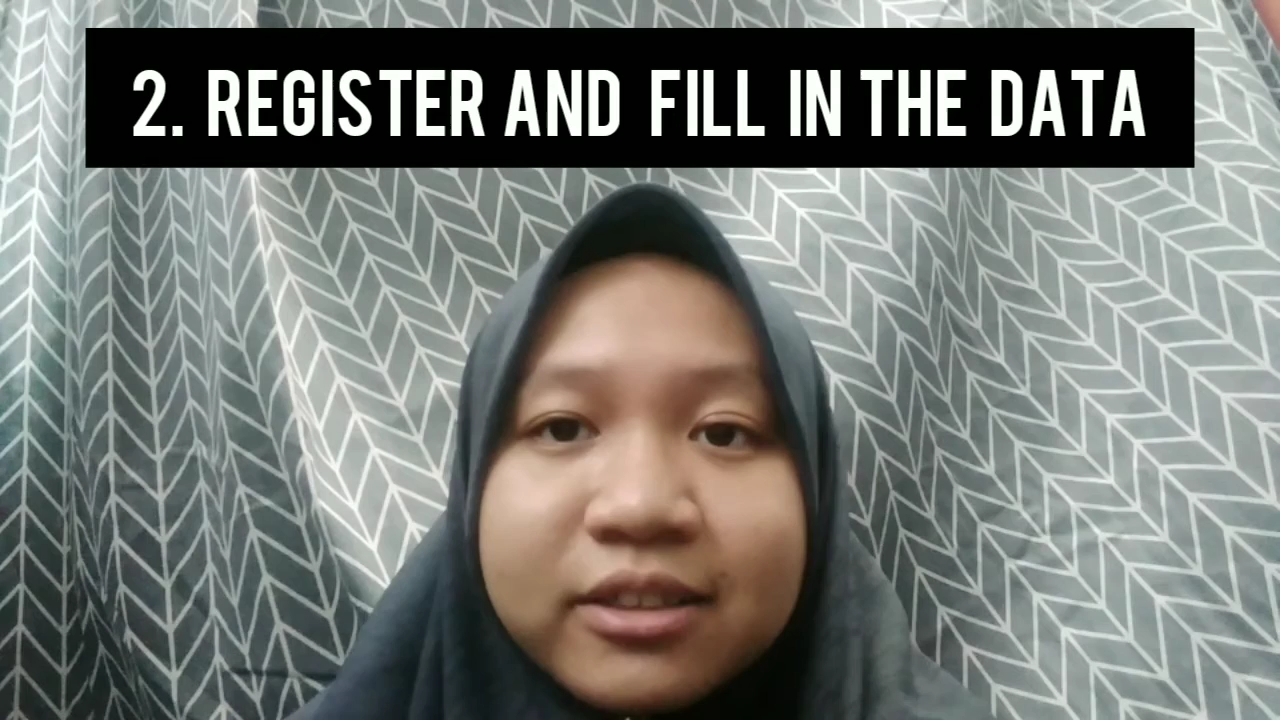 2. REGISTER AND FILL IN THE DATA